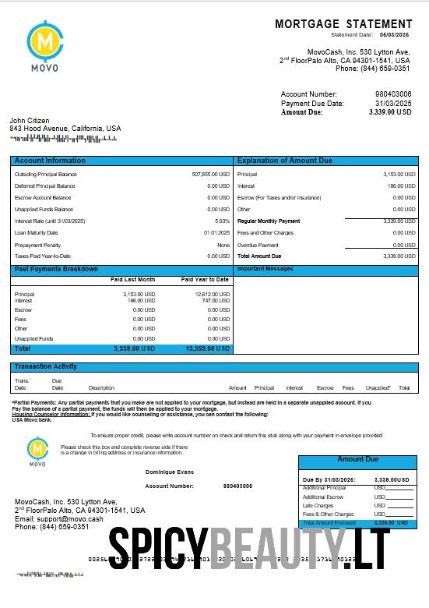 MORTGAGE STATEMENT
Statement Date: 06/03/2025
MOVO
MovoCash, Inc. 530 Lytton Ave,
2nd FloorPalo Alto, CA 94301-1541, USA
Phone: (844) 659-0351
Account Number: 980403006
Payment Due Date: 31/03/2025
Amount Due: 3,339.00 USD
John Citizen
843 Hood Avenue, California, USA
Account Information
Outsiding Principal Balance 507,955.00 USD
Deferred Principal Balance 0.00 USD
Escrow Account Balance 0.00 USD
Unapplied Funds Balance 0.00 USD
Interest Rate (until 31/03/2025) 5.83%
Loan Maturity Date 01.01.2025
Prepayment Penalty None
Taxes Paid Year-to-Date 0.00 USD
Explanation of Amount Due
Principal 3,153.00 USD
Interest 186.00 USD
Escrow (For Taxes and/or Insurance) 0.00 USD
Other 0.00 USD
Regular Monthly Payment 3,339.00 USD
Fees and Other Charges 0.00 USD
Overdue Payment 0.00 USD
Total Amount Due 3,339.00 USD
Past Payments Breakdown
Paid Last Month Paid Year to Date
Principal 3,153.00 USD 12,612.00 USD
Interest 186.00 USD 747.00 USD
Escrow 0.00 USD 0.00 USD
Fees 0.00 USD 0.00 USD
Other 0.00 USD 0.00 USD
Unapplied Funds 0.00 USD 0.00 USD
Total 3,339.00 USD 13,359.00 USD
Important Messages
Transaction Activity
Trans. Date Due Date Description Amount Principal Interest Escrow Fees Unapplied* Total
*Partial Payments: Any partial payments that you make are not applied to your mortgage, but instead are held in a separate unapplied account. If you
Pay the balance of a partial payment, the funds will then be applied to your mortgage.
Housing Counselor Information: If you would like counseling or assistance, you can contact the following:
USA Movo bank.
To ensure proper credit, please write account number on check and return this stub along with your payment in envelope provided
MOVO
Please check this box and complete reverse side if there
is a change in billing address or insurance information.
Dominique Evans
Account Number: 980403006
Amount Due
Due By 31/03/2025: 3,339.00USD
Additional Principal USD
Additional Escrow USD
Late Charges USD
Fees & Other Charges USD
Total Amount Enclosed 3,339.00 USD
MovoCash, Inc. 530 Lytton Ave,
2nd FloorPalo Alto, CA 94301-1541, USA
Email: support@movo.cash
Phone: (844) 659-0351
SPICYBEAUTY.LT